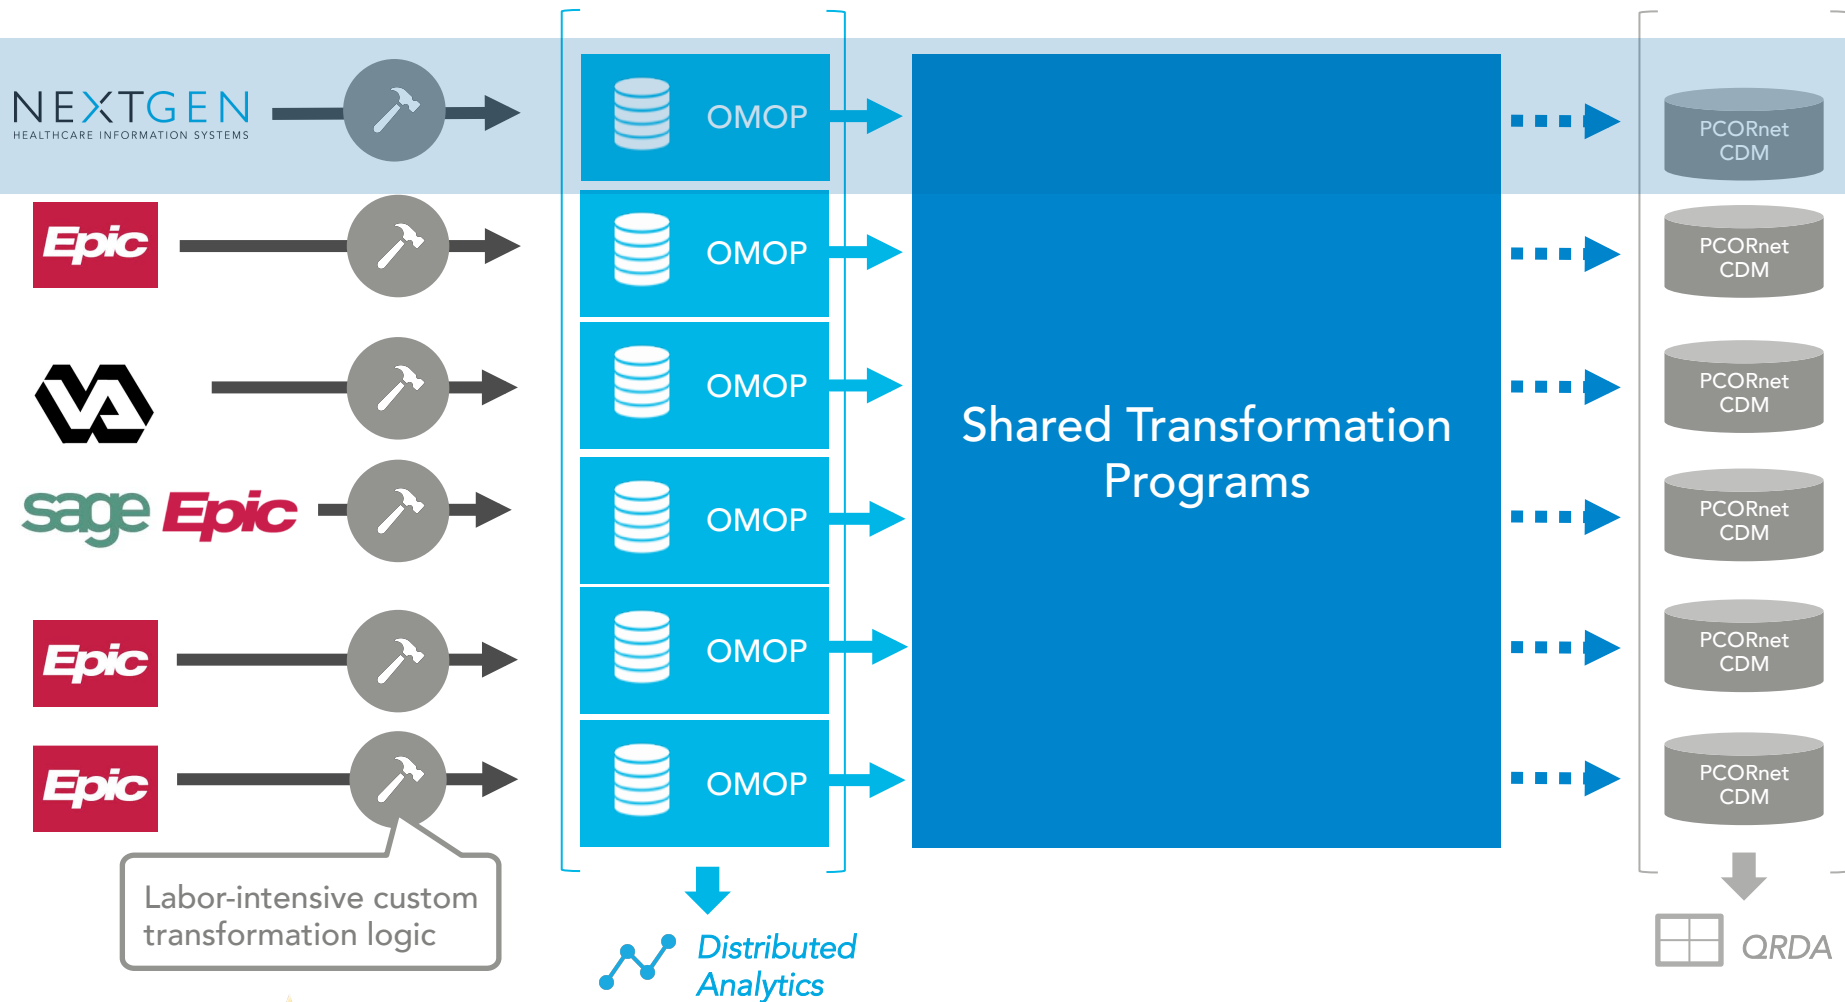 NEXTGEN
HEALTHCARE INFORMATION SYSTEMS
OMOP
PCORnet
CDM
Epic
OMOP
PCORnet
CDM
VA
OMOP
PCORnet
CDM
Shared Transformation
Programs
sage Epic
OMOP
PCORnet
CDM
Epic
OMOP
PCORnet
CDM
Epic
OMOP
PCORnet
CDM
Labor-intensive custom
transformation logic
Distributed
Analytics
QRDA